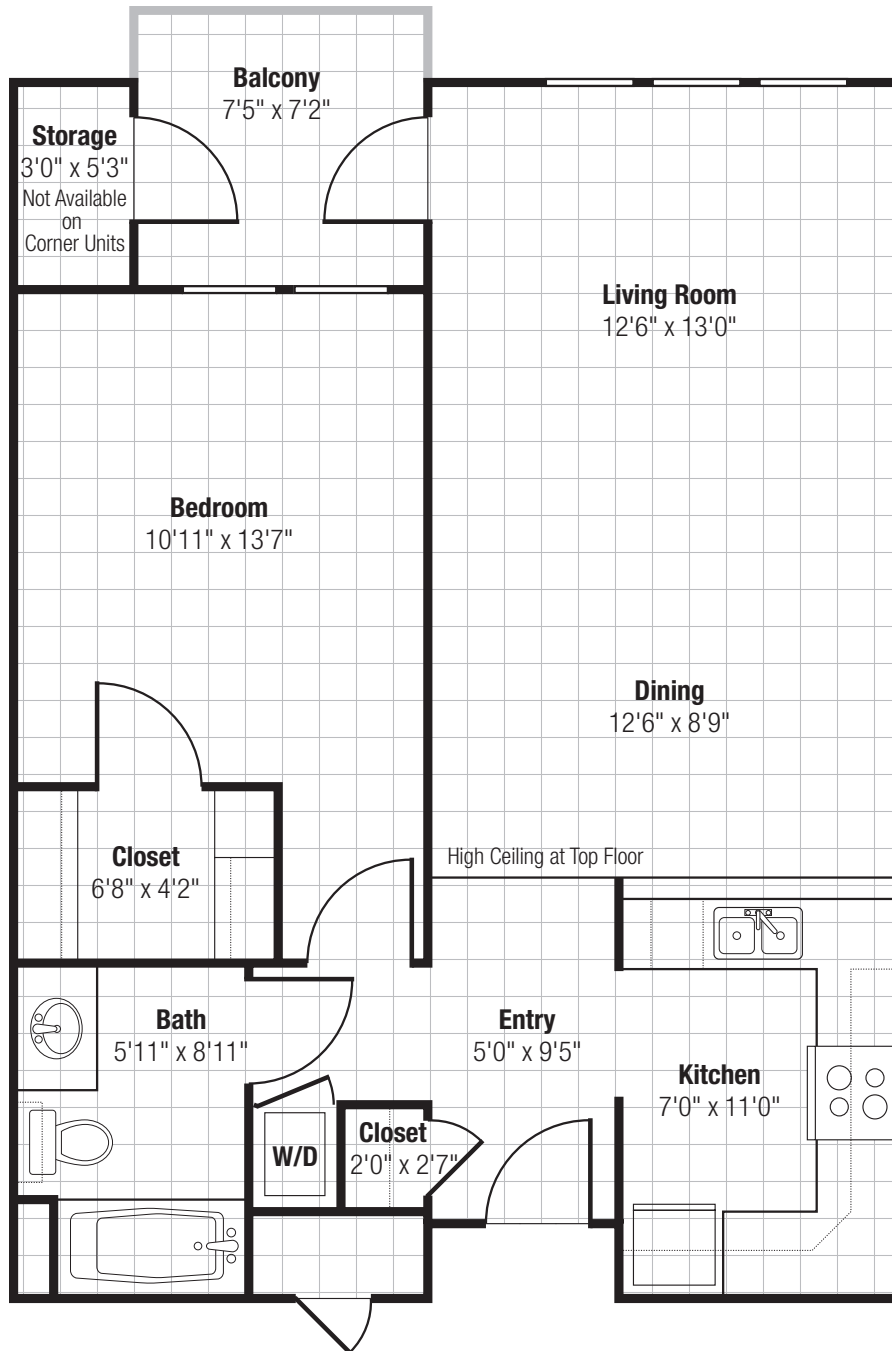 Balcony
7'5" x 7'2"
Storage
3'0" x 5'3"
Not Available
on
Corner Units
Living Room
12'6" x 13'0"
Bedroom
10'11" x 13'7"
Dining
12'6" x 8'9"
High Ceiling at Top Floor
Closet
6'8" x 4'2"
Bath
5'11" x 8'11"
Entry
5'0" x 9'5"
Kitchen
7'0" x 11'0"
W/D
Closet
2'0" x 2'7"